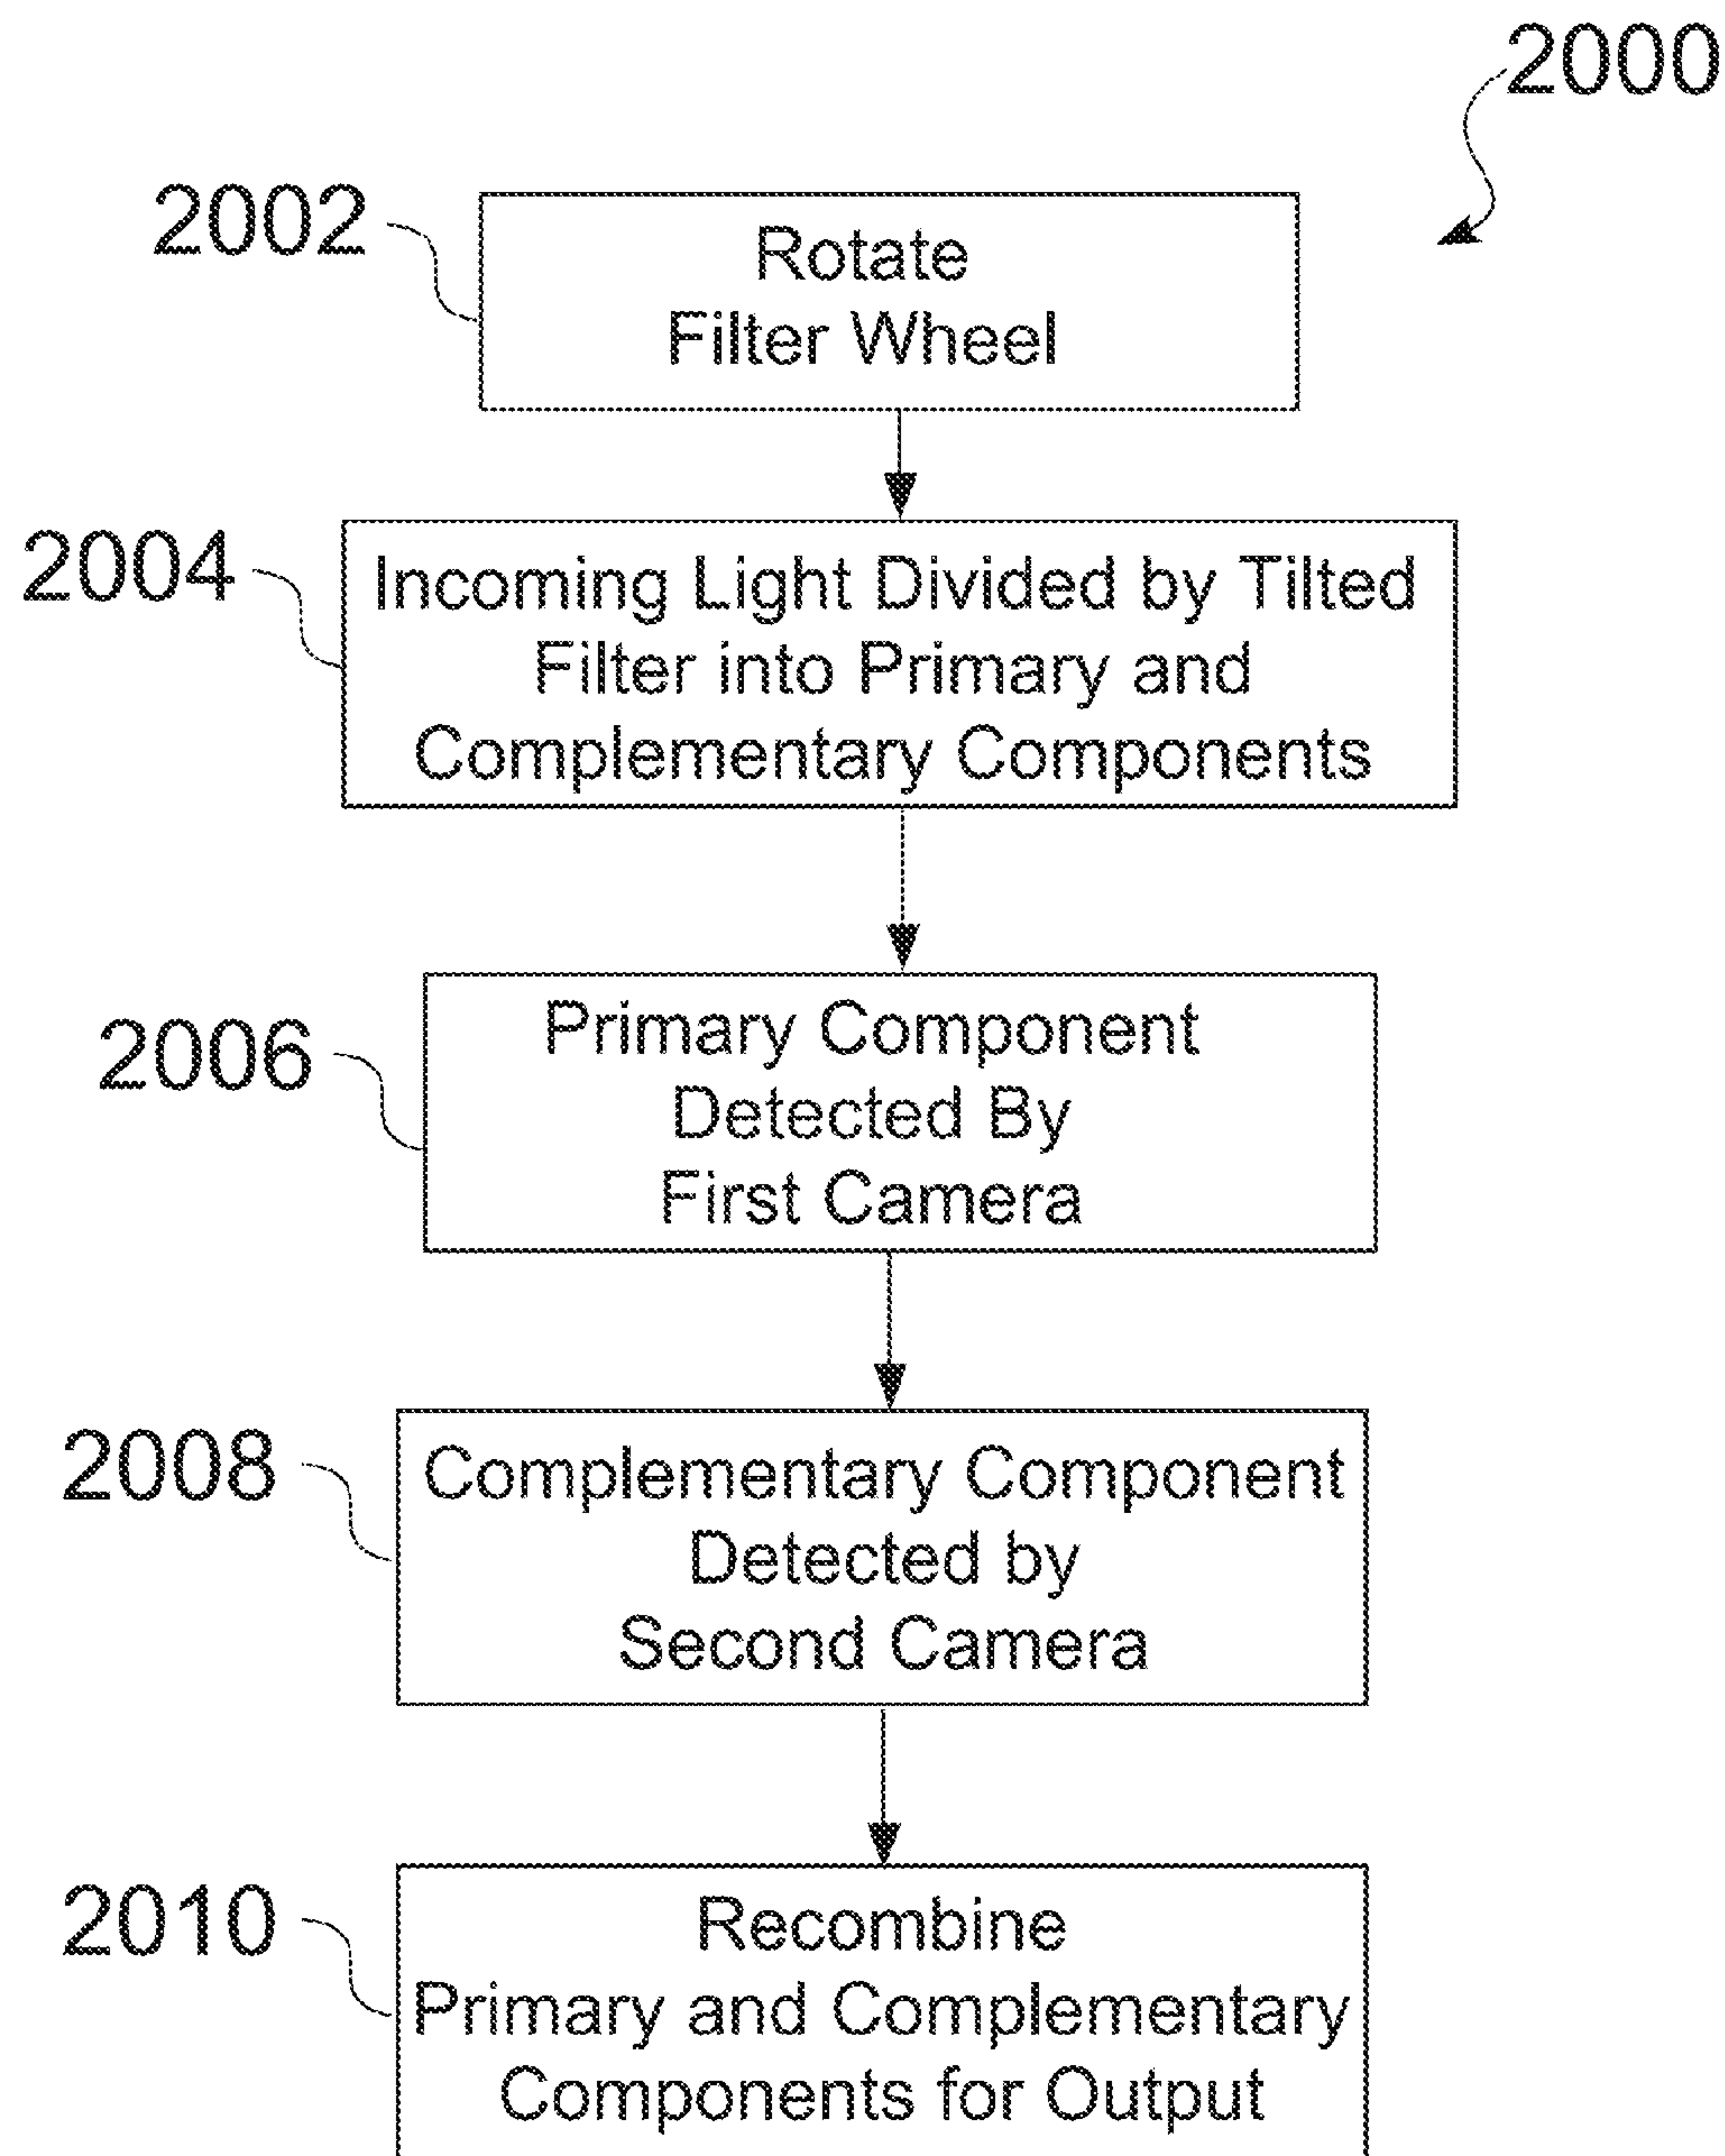 2000
2002
Rotate
Filter Wheel
2004
Incoming Light Divided by Tilted
Filter into Primary and
Complementary Components
2006
Primary Component
Detected By
First Camera
2008
Complementary Component
Detected by
Second Camera
2010
Recombine
Primary and Complementary
Components for Output